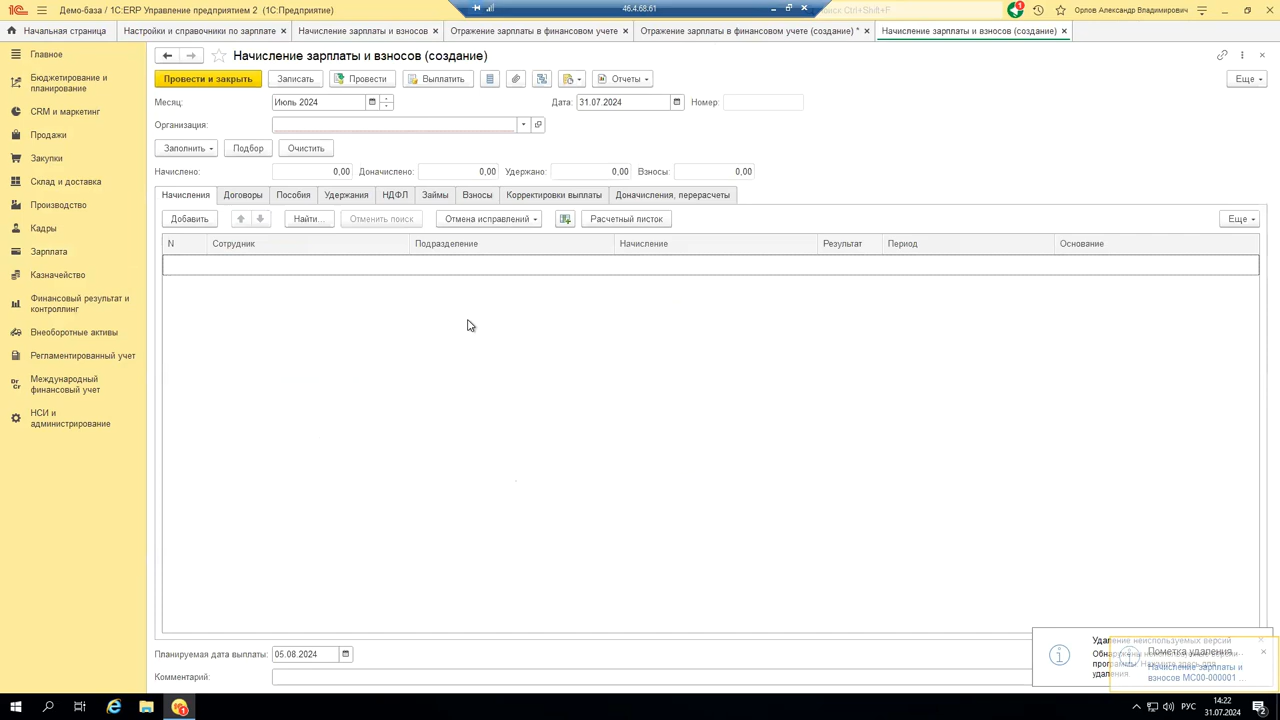 Демо-база / 1С:ERP Управление предприятием 2 (1С:Предприятие)
46.4.68.61
Ctrl+Shift+F
1
Орлов Александр Владимирович
Начальная страница
Настройки и справочники по зарплате
Начисление зарплаты и взносов
Отражение зарплаты в финансовом учете
Отражение зарплаты в финансовом учете (создание) *
Начисление зарплаты и взносов (создание)
Главное
Бюджетирование и
планирование
CRM и маркетинг
Продажи
Закупки
Склад и доставка
Производство
Кадры
Зарплата
Казначейство
Финансовый результат и
контроллинг
Внеоборотные активы
Регламентированный учет
Международный
финансовый учет
НСИ и
администрирование
Начисление зарплаты и взносов (создание)
Провести и закрыть
Записать
Провести
Выплатить
Отчеты
Еще
Месяц:
Июль 2024
Дата:
31.07.2024
Номер:
Организация:
Заполнить
Подбор
Очистить
Начислено:
0,00
Доначислено:
0,00
Удержано:
0,00
Взносы:
0,00
Начисления
Договоры
Пособия
Удержания
НДФЛ
Займы
Взносы
Корректировки выплаты
Доначисления, перерасчеты
Добавить
Найти...
Отменить поиск
Отмена исправлений
Расчетный листок
Еще
N
Сотрудник
Подразделение
Начисление
Результат
Период
Основание
Планируемая дата выплаты:
05.08.2024
Комментарий:
Удаление неиспользуемых версий
Пометка удаления
Начисление зарплаты и
взносов МС00-000001 ...
РУС
14:22
31.07.2024
2